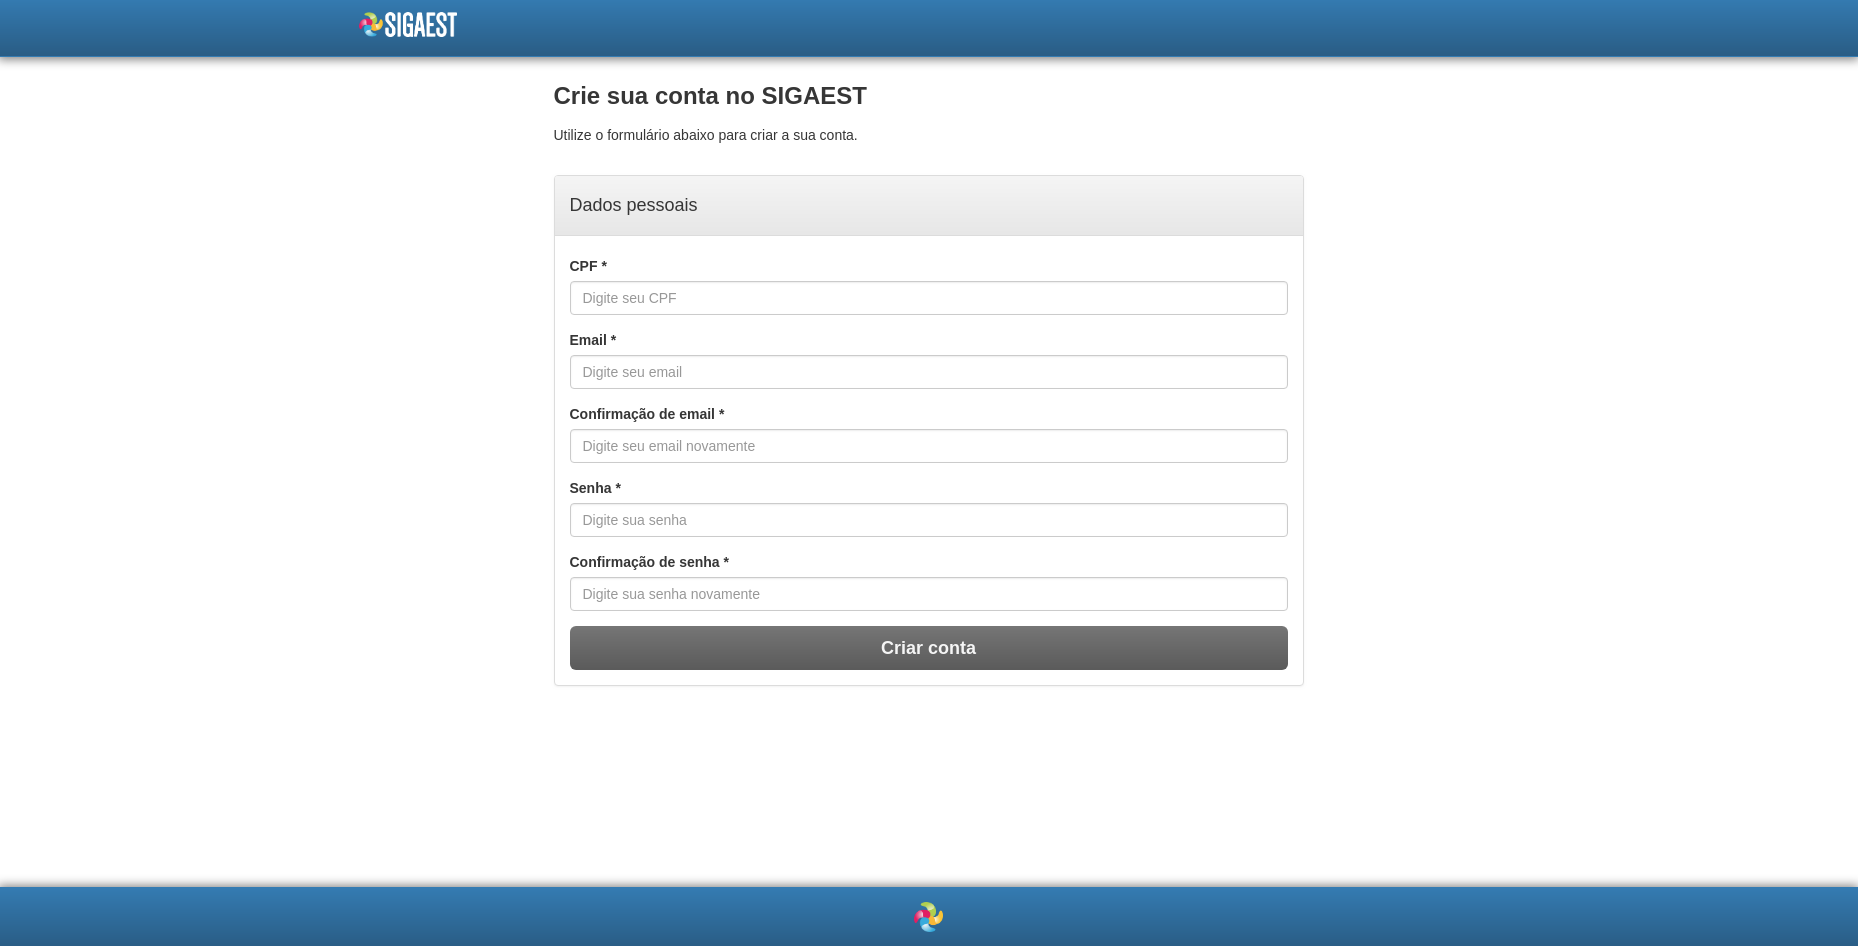 SIGAEST
Crie sua conta no SIGAEST
Utilize o formulário abaixo para criar a sua conta.
Dados pessoais
CPF *
Digite seu CPF
Email *
Digite seu email
Confirmação de email *
Digite seu email novamente
Senha *
Digite sua senha
Confirmação de senha *
Digite sua senha novamente
Criar conta